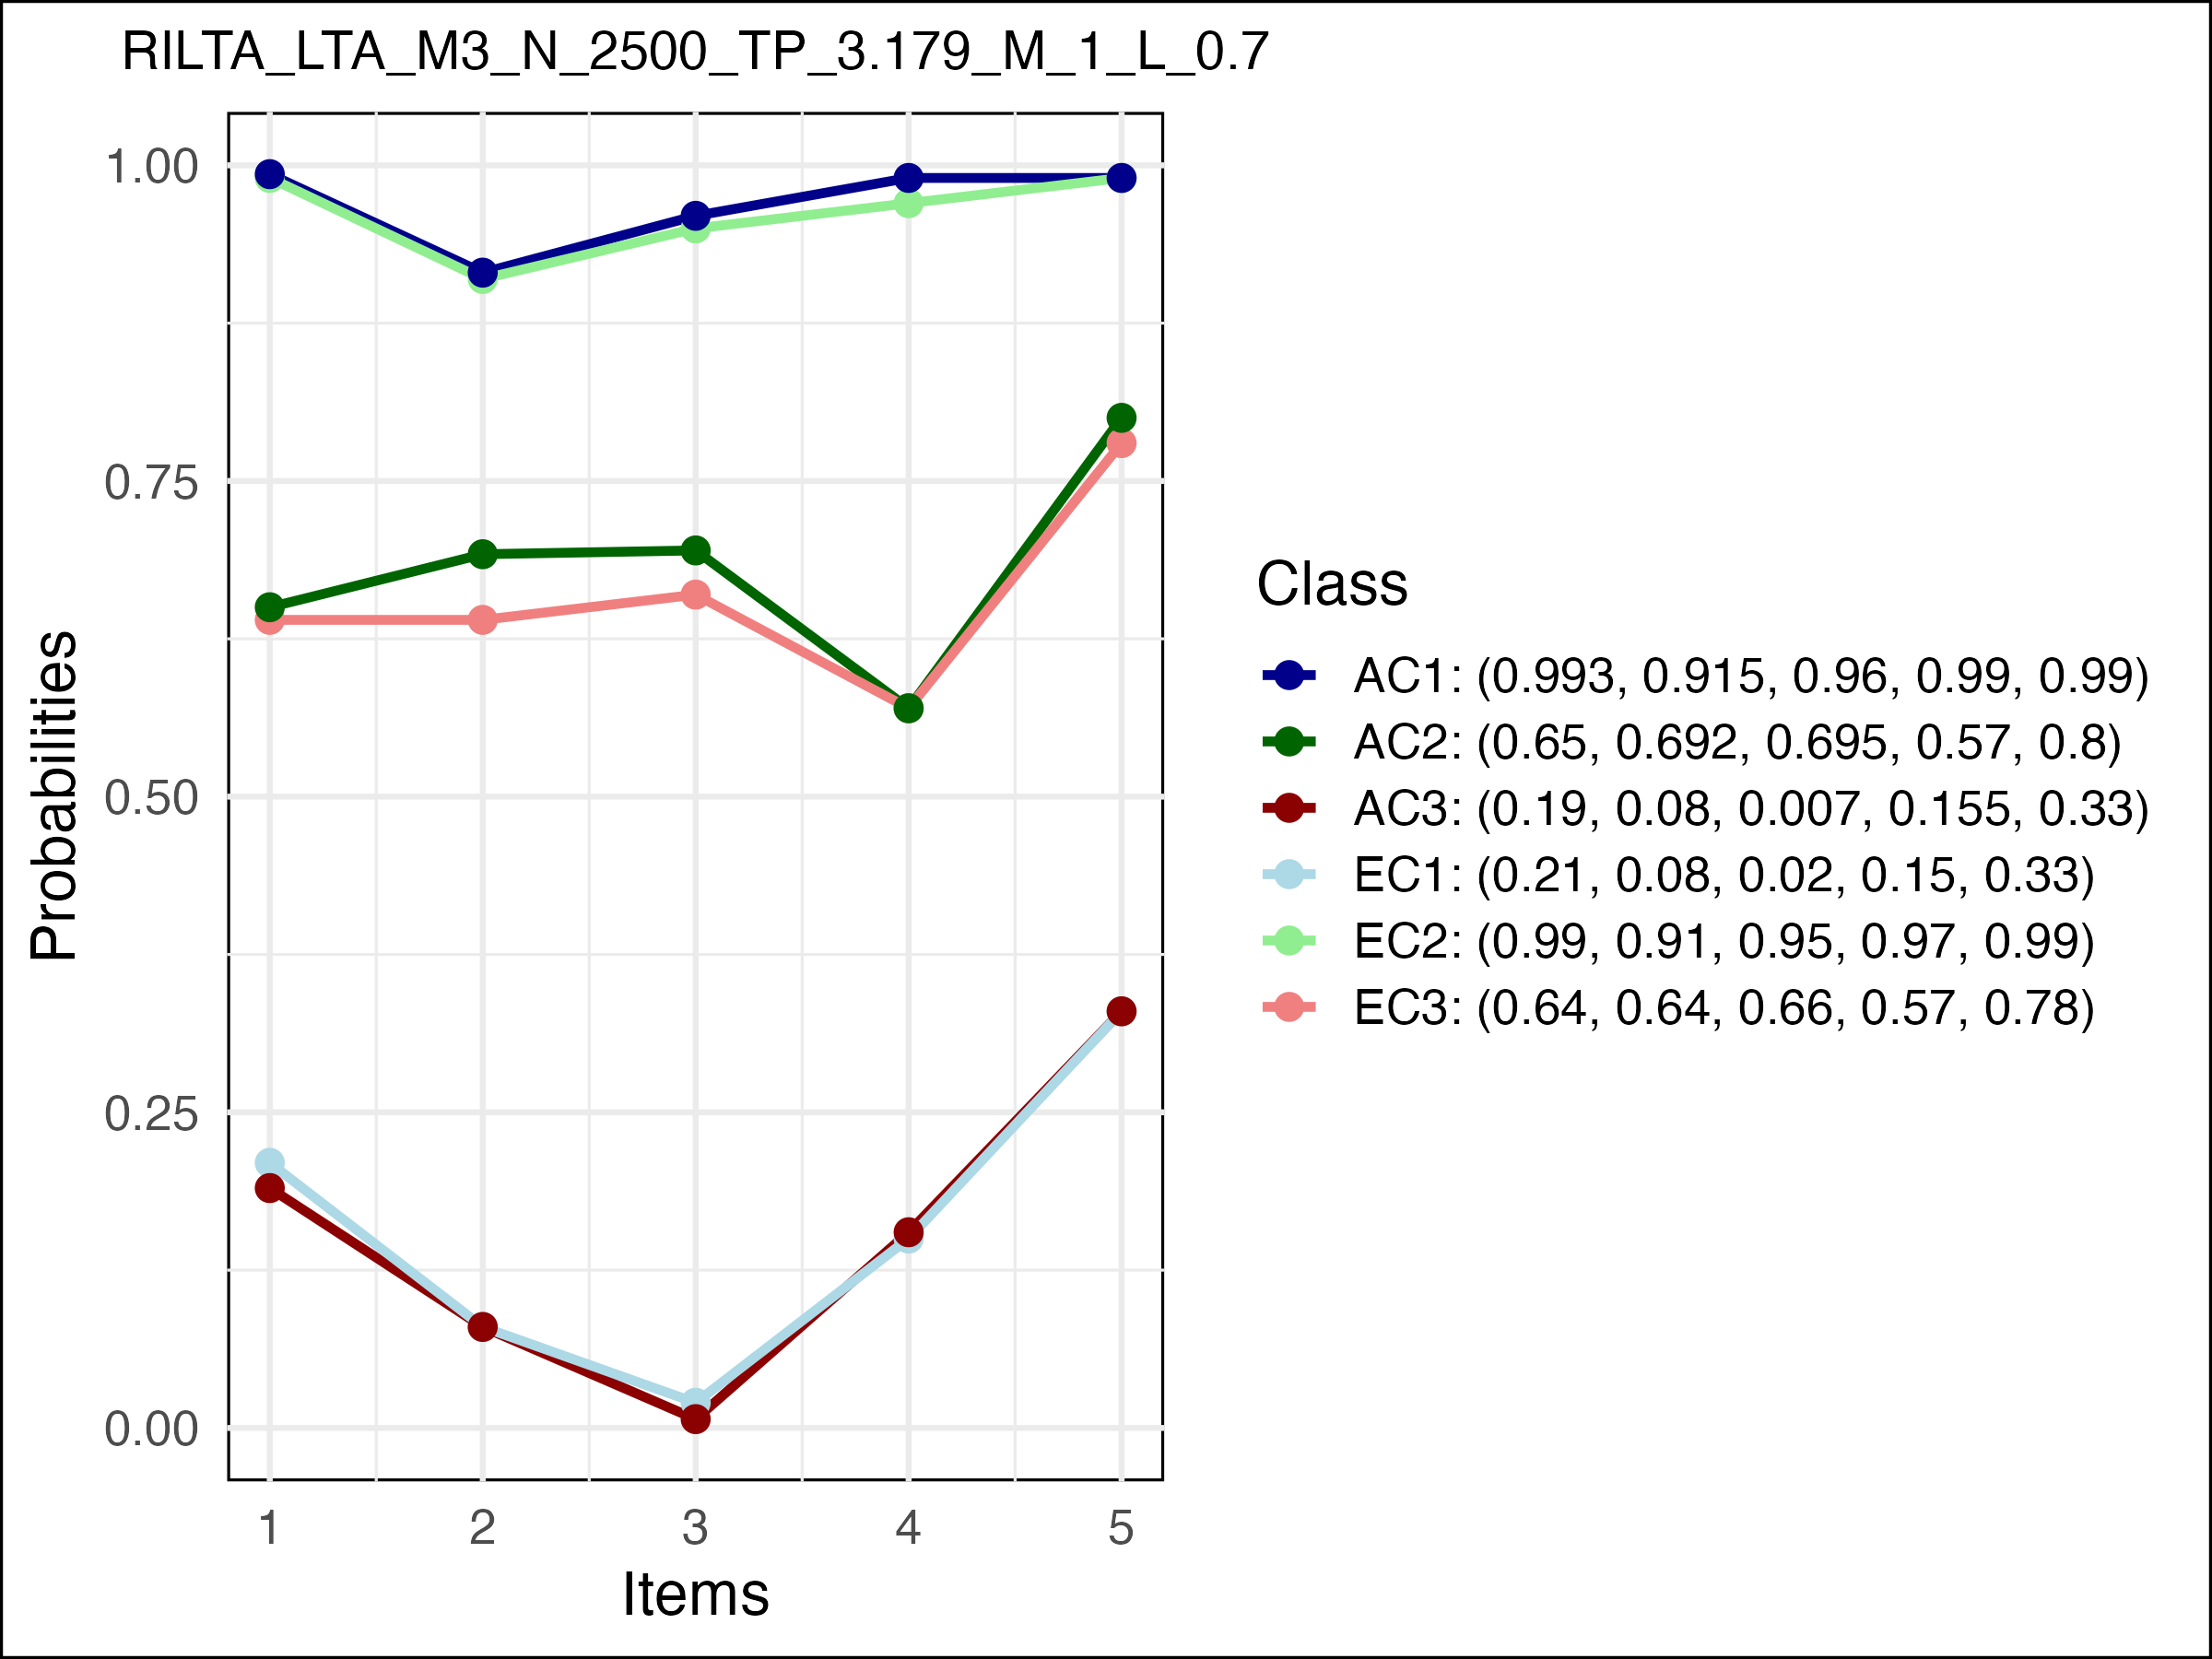 RILTA_LTA_M3_N_2500_TP_3.179_M_1_L_0.7
1.00
0.75
0.50
0.25
0.00
Probabilities
1 2 3 4 5
Items
Class
AC1: (0.993, 0.915, 0.96, 0.99, 0.99)
AC2: (0.65, 0.692, 0.695, 0.57, 0.8)
AC3: (0.19, 0.08, 0.007, 0.155, 0.33)
EC1: (0.21, 0.08, 0.02, 0.15, 0.33)
EC2: (0.99, 0.91, 0.95, 0.97, 0.99)
EC3: (0.64, 0.64, 0.66, 0.57, 0.78)